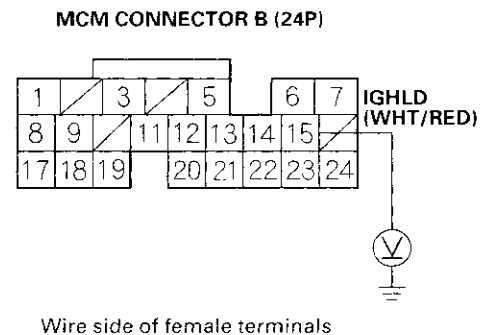 MCM CONNECTOR B (24P)
1 3 5 6 7
IGHLD
(WHT/RED)
8 9 11 12 13 14 15
17 18 19 20 21 22 23 24
V
Wire side of female terminals